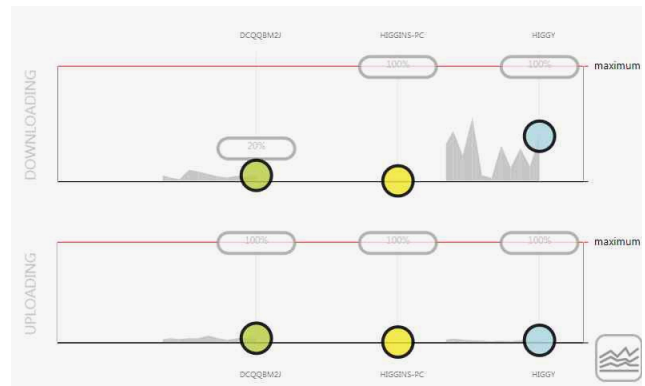 DCQQBM2J HIGGINS-PC HIGGY
100% 100% maximum
DOWNLOADING
20%
100% 100% 100% maximum
UPLOADING
DCQQBM2J HIGGINS-PC HIGGY